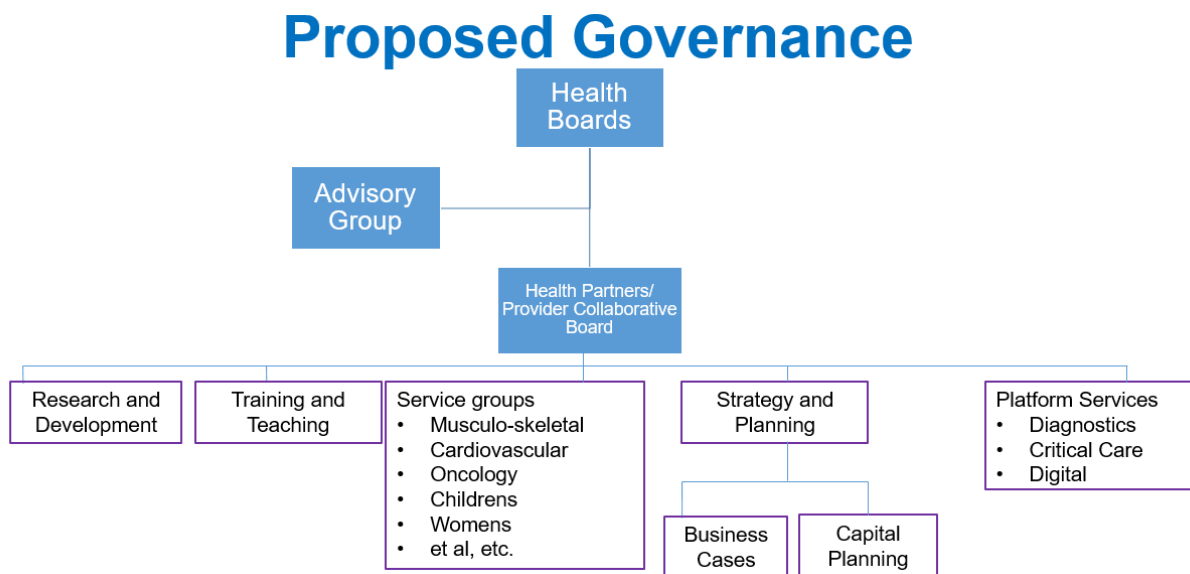 Proposed Governance
Health
Boards
Advisory
Group
Health Partners/
Provider Collaborative
Board
Research and
Development
Training and
Teaching
Service groups
• Musculo-skeletal
• Cardiovascular
• Oncology
• Childrens
• Womens
• et al, etc.
Strategy and
Planning
Business
Cases
Capital
Planning
Platform Services
• Diagnostics
• Critical Care
• Digital